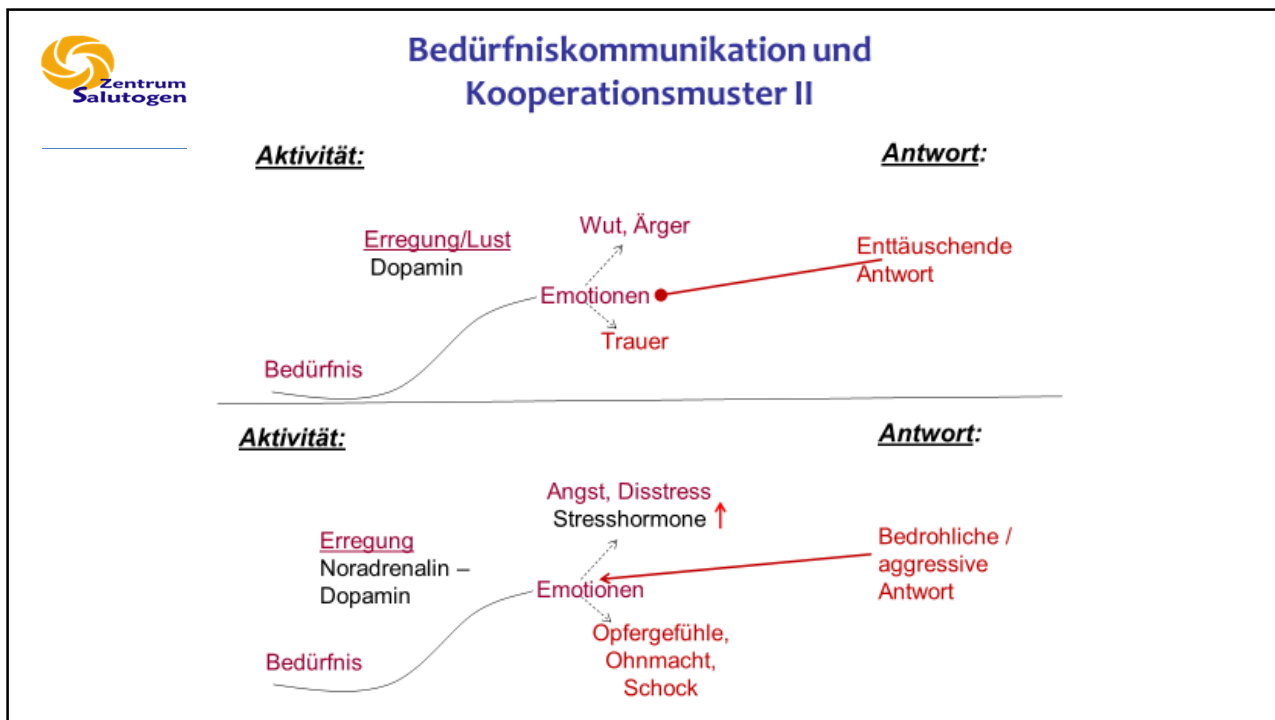 Zentrum
Salutogen
Bedürfniskommunikation und
Kooperationsmuster II
Aktivität:
Antwort:
Wut, Ärger
Erregung/Lust
Dopamin
Enttäuschende
Antwort
Emotionen
Trauer
Bedürfnis
Aktivität:
Antwort:
Angst, Disstress
Stresshormone
Erregung
Noradrenalin –
Dopamin
Bedrohliche /
aggressive
Antwort
Emotionen
Opfergefühle,
Ohnmacht,
Schock
Bedürfnis